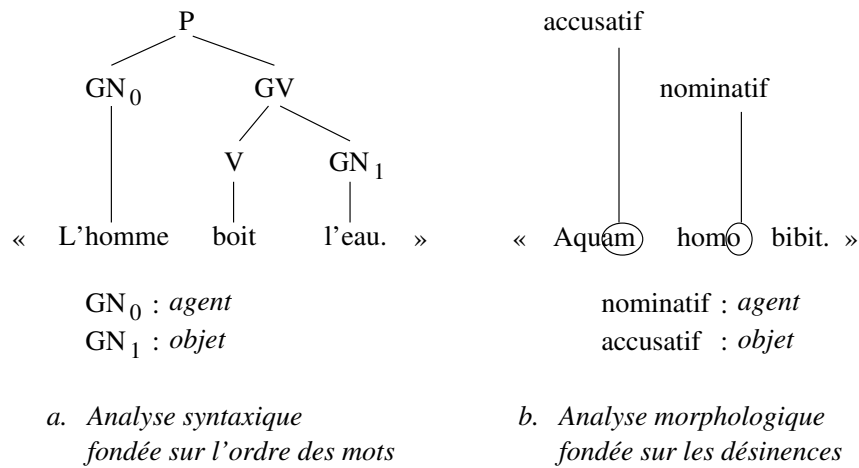 P
GN0 GV
V GN1
« L'homme boit l'eau. »
GN0 : agent
GN1 : objet
a. Analyse syntaxique
fondée sur l'ordre des mots
accusatif
nominatif
« Aquam homo bibit. »
nominatif : agent
accusatif : objet
b. Analyse morphologique
fondée sur les désinences